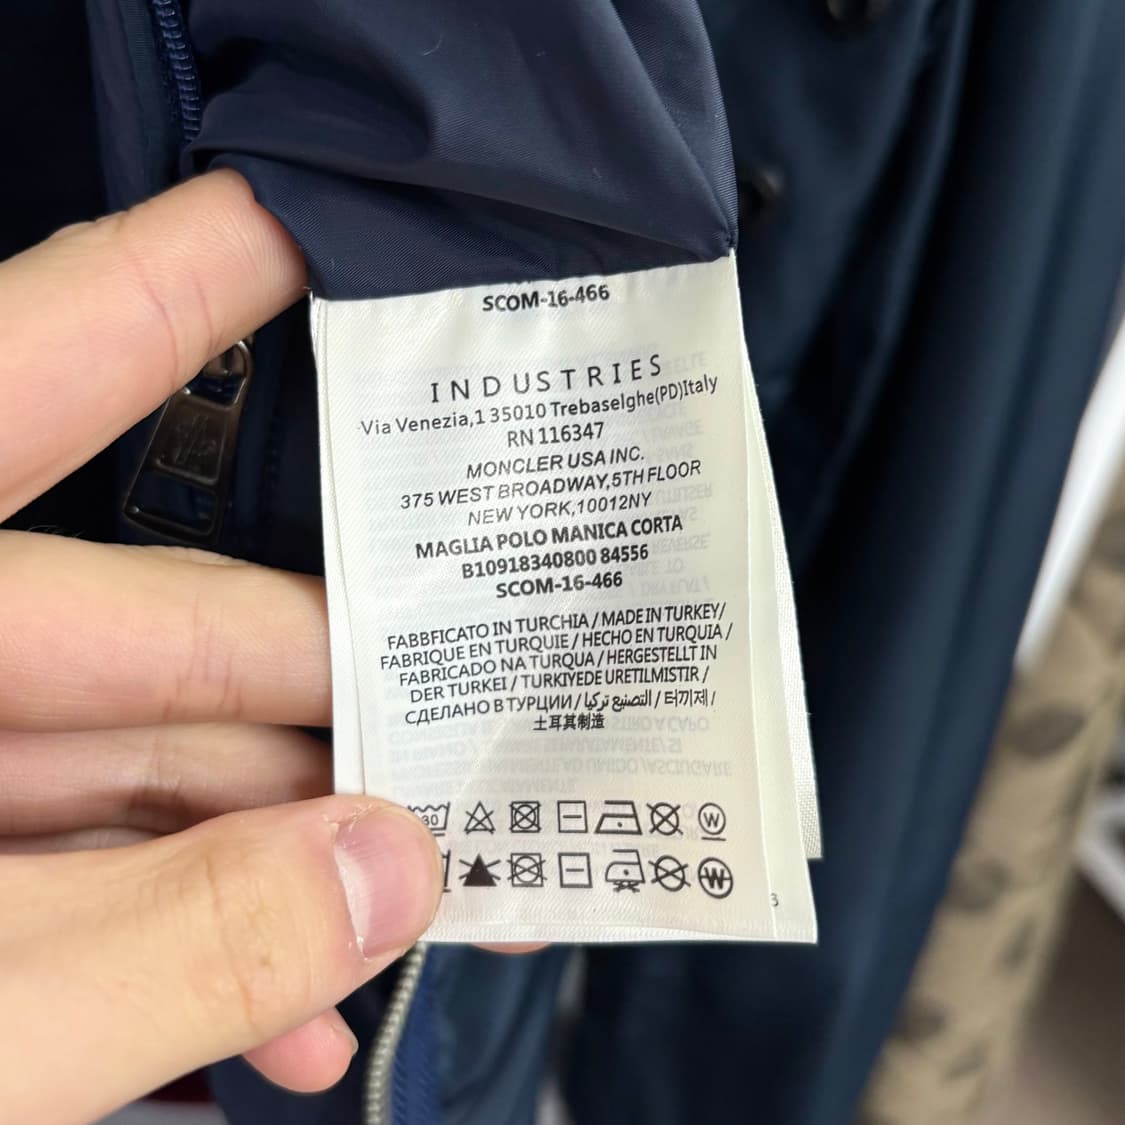 SCOM-16-466
INDUSTRIES
Via Venezia,1 35010 Trebaselghe(PD)Italy
RN 116347
MONCLER USA INC.
375 WEST BROADWAY,5TH FLOOR
NEW YORK,10012NY
MAGLIA POLO MANICA CORTA
B10918340800 84556
SCOM-16-466
FABBFICATO IN TURCHIA / MADE IN TURKEY/
FABRIQUE EN TURQUIE / HECHO EN TURQUIA /
FABRICADO NA TURQUA / HERGESTELLT IN
DER TURKEI / TURKIYEDE URETILMISTIR /
СДЕЛАНО В ТУРЦИИ / التصنيع تركيا / 터키제 /
土耳其制造
30 W
W
3